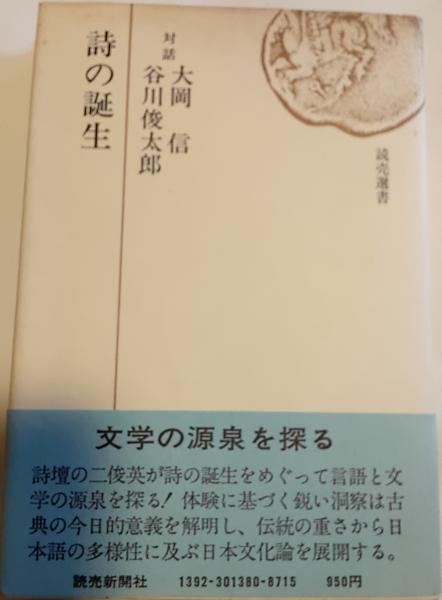 詩の誕生
対話
大岡 信
谷川俊太郎
読売選書
文学の源泉を探る
詩壇の二俊英が詩の誕生をめぐって言語と文
学の源泉を探る! 体験に基づく鋭い洞察は古
典の今日的意義を解明し、伝統の重さから日
本語の多様性に及ぶ日本文化論を展開する。
読売新聞社 1392-301380-8715 950円